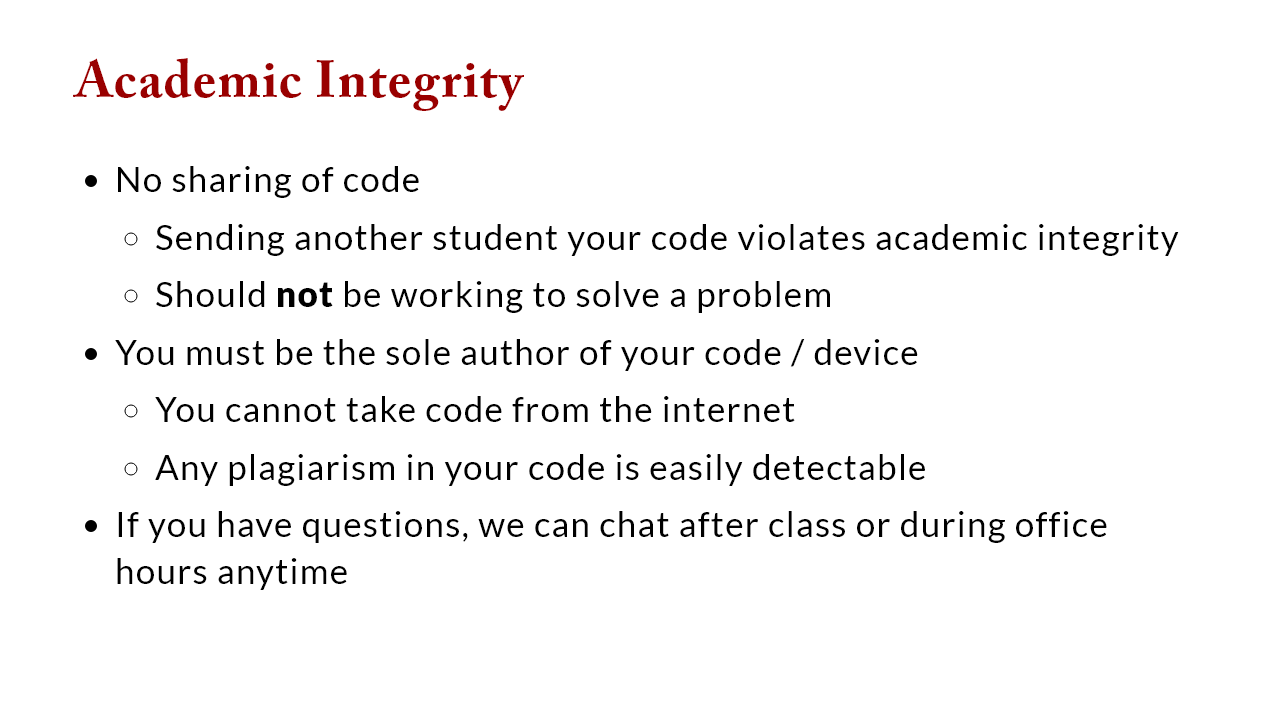 Academic Integrity
• No sharing of code
◦ Sending another student your code violates academic integrity
◦ Should not be working to solve a problem
• You must be the sole author of your code / device
◦ You cannot take code from the internet
◦ Any plagiarism in your code is easily detectable
• If you have questions, we can chat after class or during office
hours anytime